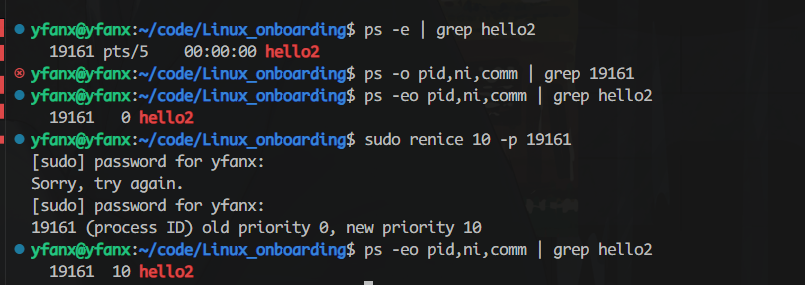 yfanx@yfanx:~/code/Linux_onboarding$ ps -e | grep hello2
  19161 pts/5    00:00:00 hello2
yfanx@yfanx:~/code/Linux_onboarding$ ps -o pid,ni,comm | grep 19161
yfanx@yfanx:~/code/Linux_onboarding$ ps -eo pid,ni,comm | grep hello2
  19161   0 hello2
yfanx@yfanx:~/code/Linux_onboarding$ sudo renice 10 -p 19161
[sudo] password for yfanx:
Sorry, try again.
[sudo] password for yfanx:
19161 (process ID) old priority 0, new priority 10
yfanx@yfanx:~/code/Linux_onboarding$ ps -eo pid,ni,comm | grep hello2
  19161  10 hello2